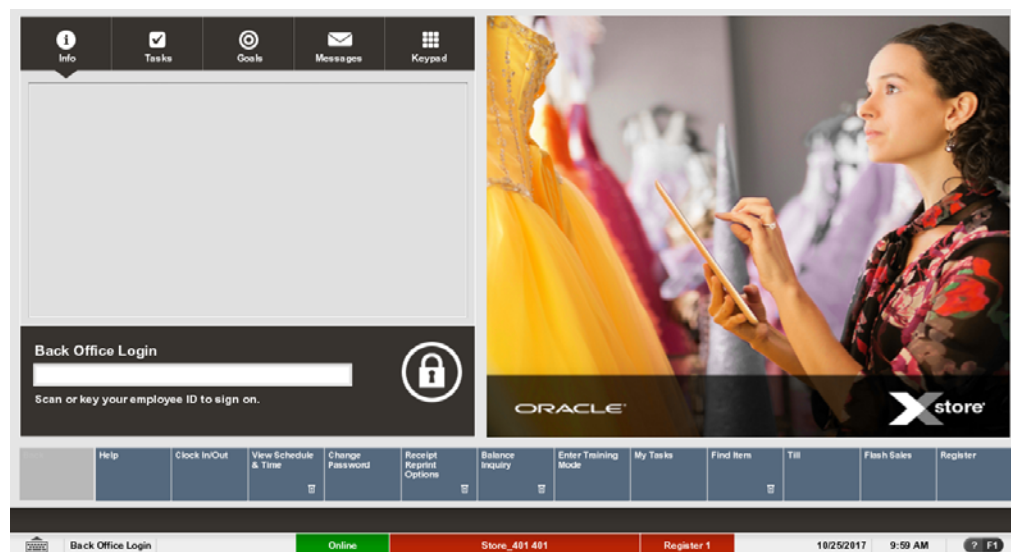 Info
Tasks
Goals
Messages
Keypad
Back Office Login
Scan or key your employee ID to sign on.
ORACLE
Xstore
Help
Clock In/Out
View Schedule
& Time
Change
Password
Receipt
Reprint
Options
Balance
Inquiry
Enter Training
Mode
My Tasks
Find Item
Till
Flash Sales
Register
Back Office Login
Online
Store_401 401
Register 1
10/25/2017
9:59 AM
? F1